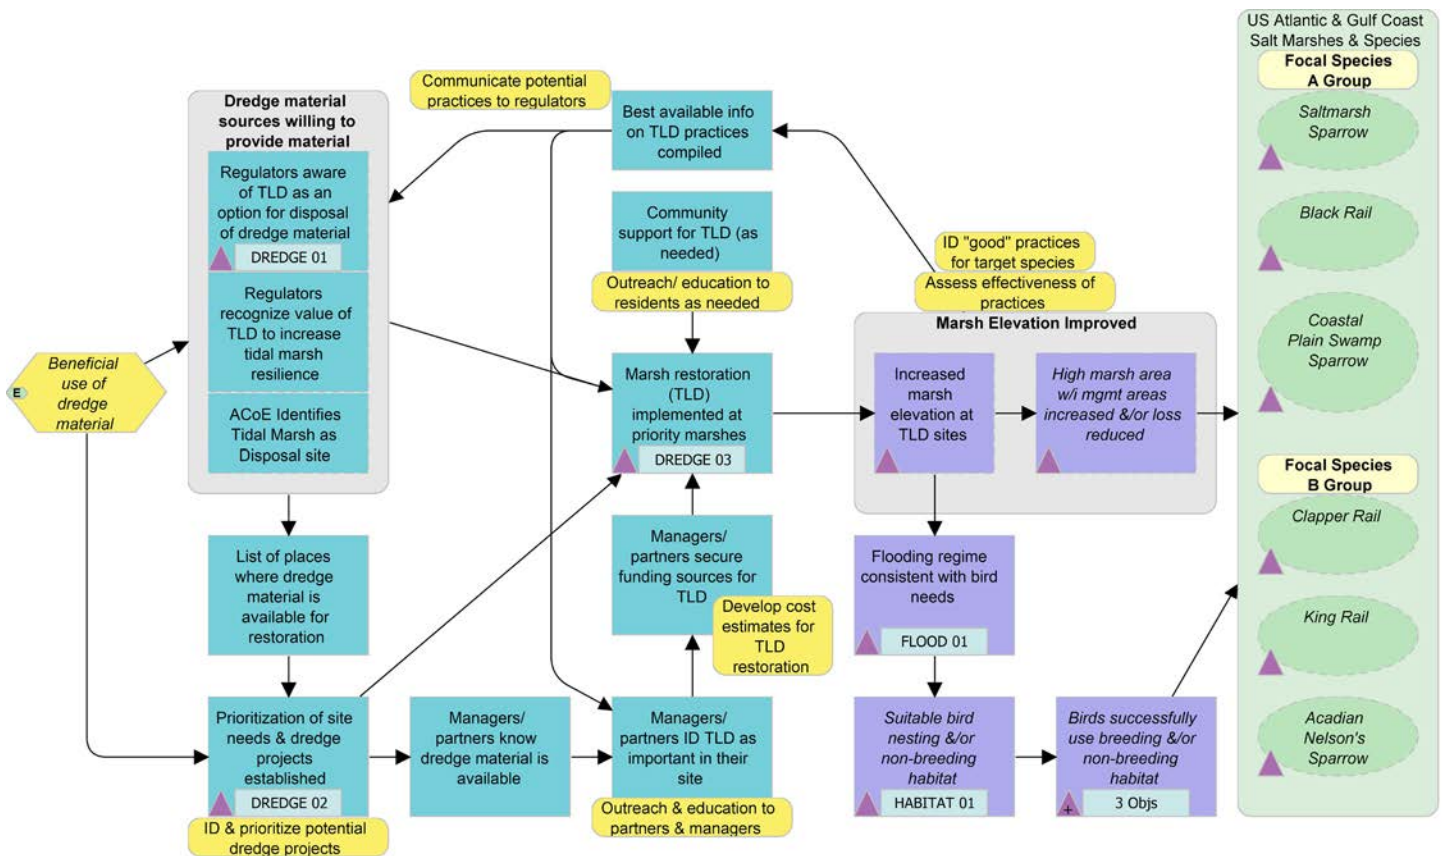 US Atlantic & Gulf Coast
Salt Marshes & Species
Focal Species
A Group
Saltmarsh
Sparrow
Black Rail
Coastal
Plain Swamp
Sparrow
Focal Species
B Group
Clapper Rail
King Rail
Acadian
Nelson's
Sparrow
Communicate potential
practices to regulators
Dredge material
sources willing to
provide material
Regulators aware
of TLD as an
option for disposal
of dredge material
DREDGE 01
Regulators
recognize value of
TLD to increase
tidal marsh
resilience
ACoE Identifies
Tidal Marsh as
Disposal site
Best available info
on TLD practices
compiled
Community
support for TLD (as
needed)
Outreach/ education to
residents as needed
ID "good" practices
for target species
Assess effectiveness of
practices
Marsh Elevation Improved
E
Beneficial
use of
dredge
material
Marsh restoration
(TLD)
implemented at
priority marshes
DREDGE 03
Increased
marsh
elevation at
TLD sites
High marsh area
w/i mgmt areas
increased &/or loss
reduced
List of places
where dredge
material is
available for
restoration
Managers/
partners secure
funding sources for
TLD
Develop cost
estimates for
TLD
restoration
Flooding regime
consistent with bird
needs
FLOOD 01
Prioritization of site
needs & dredge
projects
established
DREDGE 02
ID & prioritize potential
dredge projects
Managers/
partners know
dredge material is
available
Managers/
partners ID TLD as
important in their
site
Outreach & education to
partners & managers
Suitable bird
nesting &/or
non-breeding
habitat
HABITAT 01
Birds successfully
use breeding &/or
non-breeding
habitat
+
3 Objs